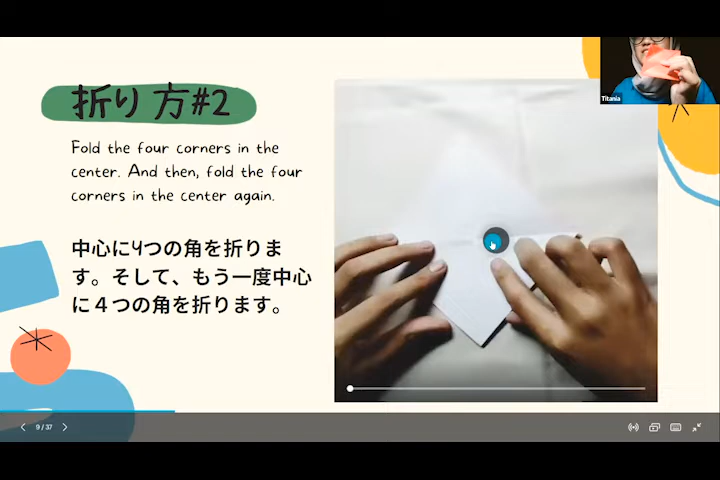 折り方#2
Fold the four corners in the
center. And then, fold the four
corners in the center again.
中心に4つの角を折りま
す。そして、もう一度中心
に４つの角を折ります。
Titania
9 / 37